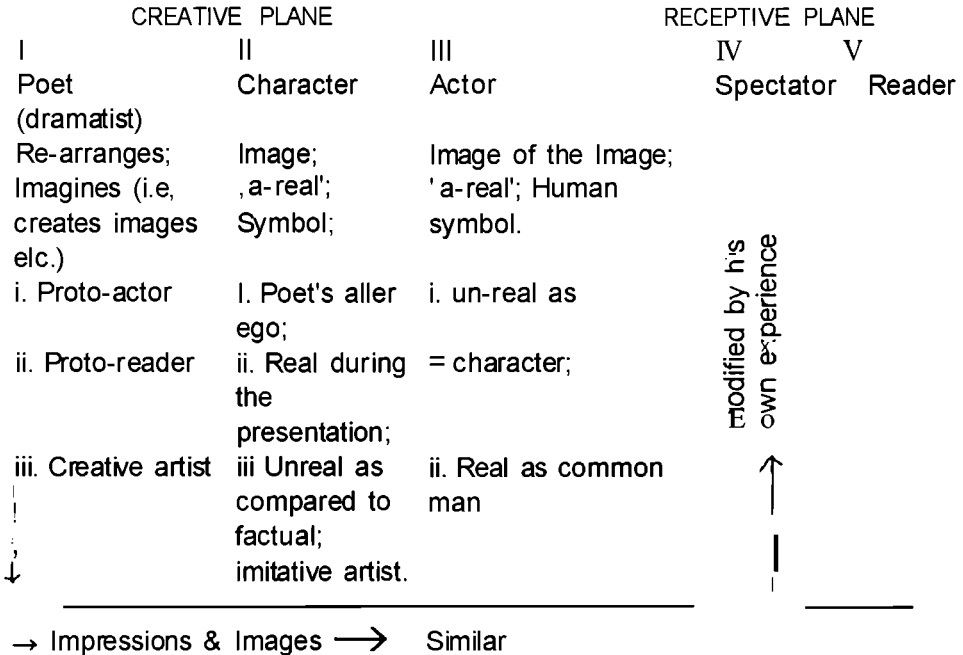 CREATIVE PLANE RECEPTIVE PLANE
I II III IV V
Poet Character Actor Spectator Reader
(dramatist)
Re-arranges; Image; Image of the Image;
Imagines (i.e, ,a-real'; 'a-real'; Human
creates images Symbol; symbol.
elc.)
i. Proto-actor I. Poet's aller i. un-real as
ego;
ii. Proto-reader ii. Real during = character;
the
presentation;
iii. Creative artist iii Unreal as ii. Real as common
compared to man
factual;
imitative artist.
modified by his
own experience
→ Impressions & Images → Similar